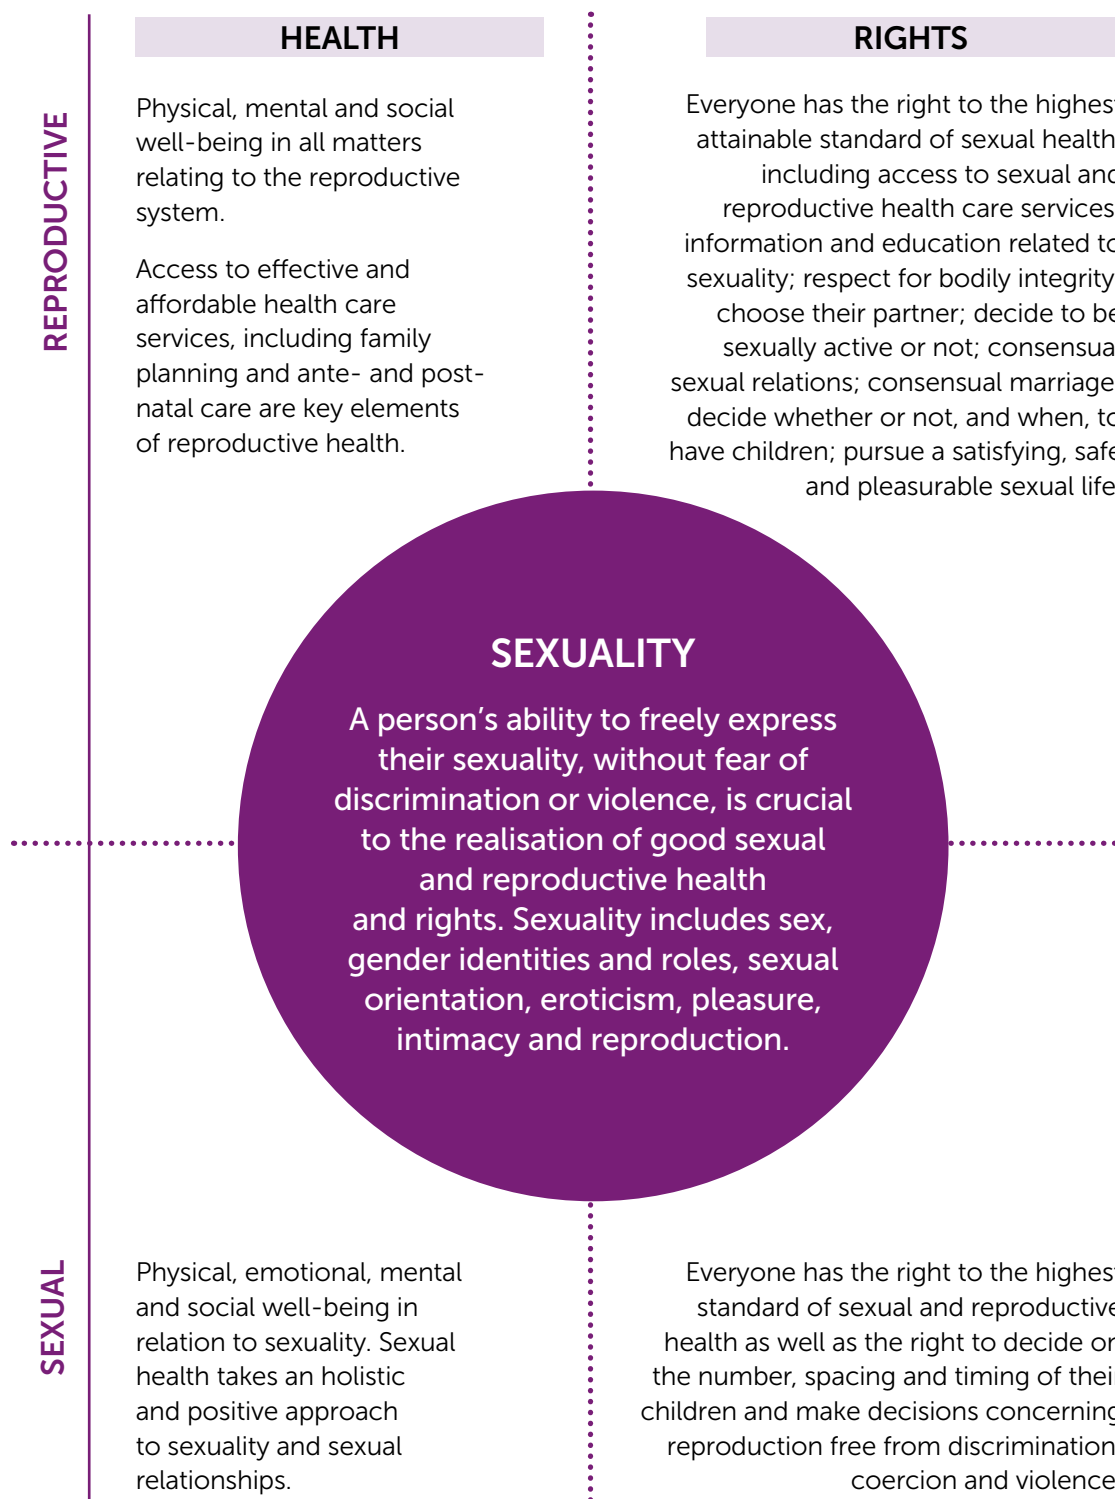 HEALTH
RIGHTS
REPRODUCTIVE
Physical, mental and social
well-being in all matters
relating to the reproductive
system.
Access to effective and
affordable health care
services, including family
planning and ante- and post-
natal care are key elements
of reproductive health.
Everyone has the right to the highest
attainable standard of sexual health
including access to sexual and
reproductive health care services
information and education related to
sexuality; respect for bodily integrity
choose their partner; decide to be
sexually active or not; consensual
sexual relations; consensual marriage
decide whether or not, and when, to
have children; pursue a satisfying, safe
and pleasurable sexual life
SEXUALITY
A person’s ability to freely express
their sexuality, without fear of
discrimination or violence, is crucial
to the realisation of good sexual
and reproductive health
and rights. Sexuality includes sex,
gender identities and roles, sexual
orientation, eroticism, pleasure,
intimacy and reproduction.
SEXUAL
Physical, emotional, mental
and social well-being in
relation to sexuality. Sexual
health takes an holistic
and positive approach
to sexuality and sexual
relationships.
Everyone has the right to the highest
standard of sexual and reproductive
health as well as the right to decide on
the number, spacing and timing of their
children and make decisions concerning
reproduction free from discrimination
coercion and violence